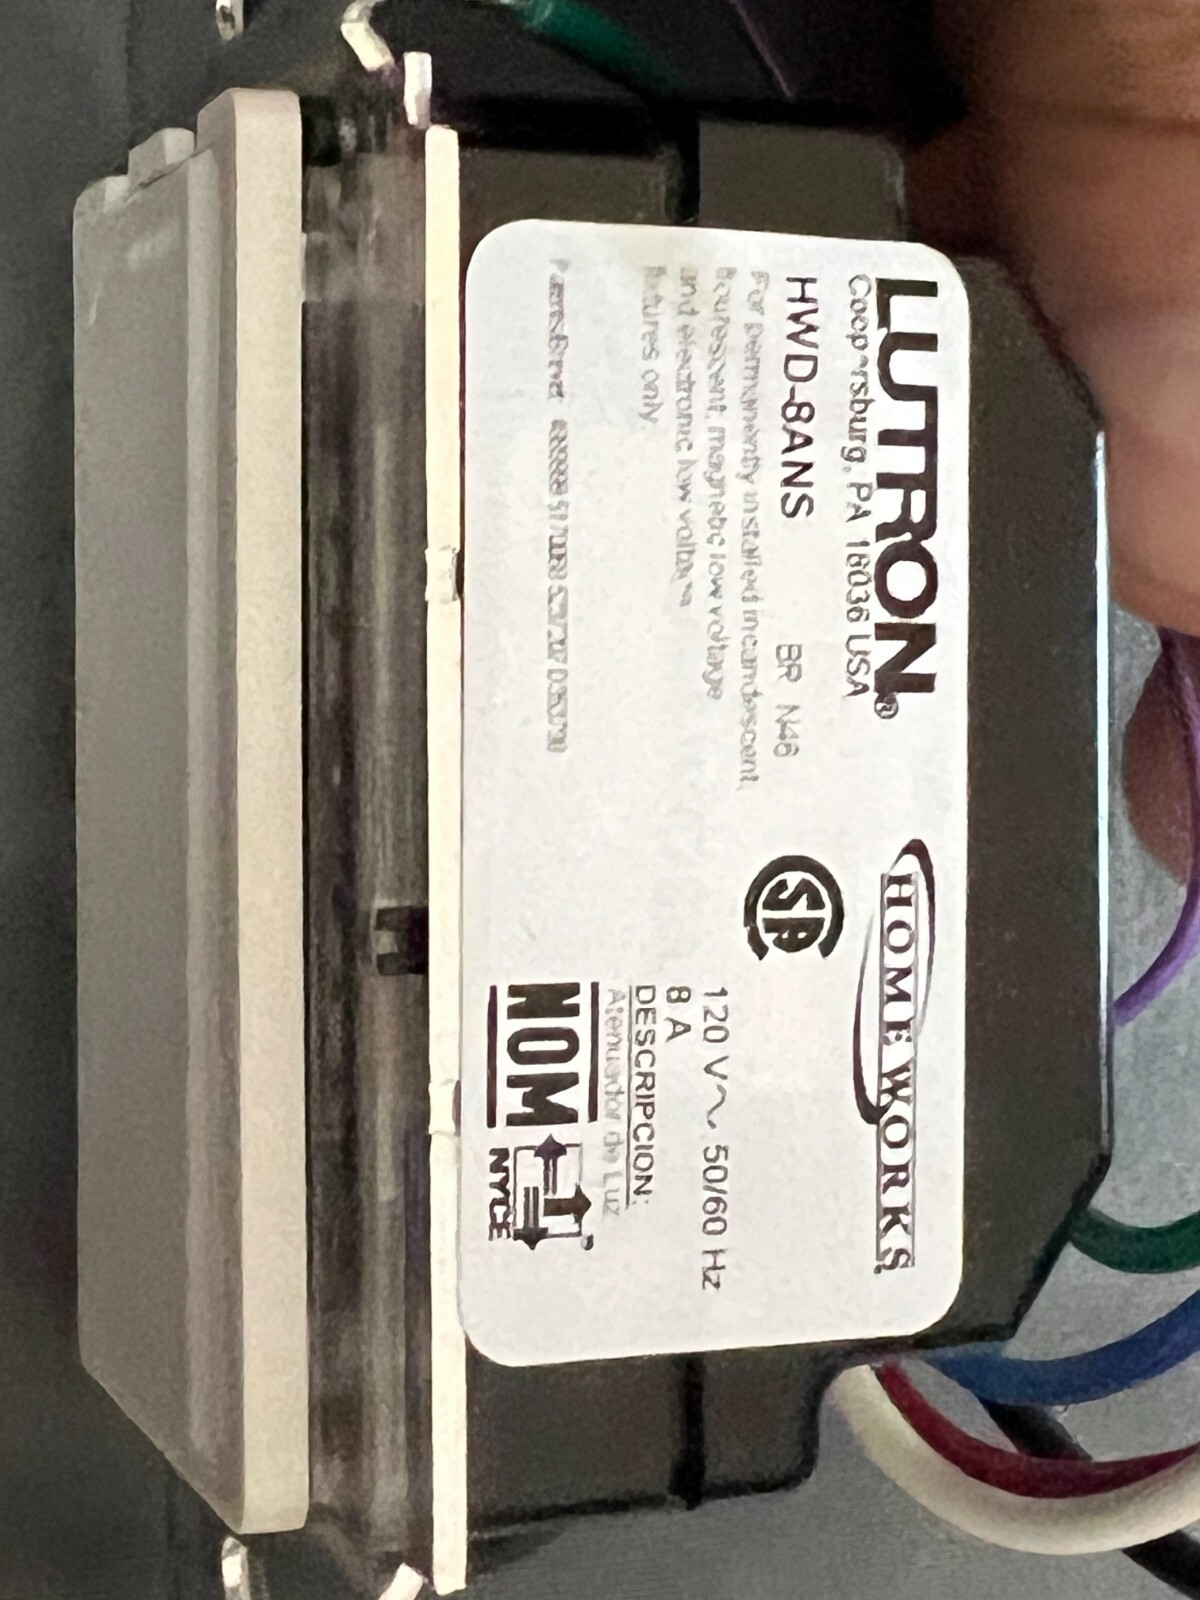 LUTRON®
Coopersburg, PA 18036 USA
HWD-8ANS BR N46
For permanently installed incandescent,
fluorescent, magnetic low voltage
and electronic low voltage
fixtures only.
HOMEWORKS
120 V~ 50/60 Hz
8 A
DESCRIPCION:
Atenuador de Luz
NOM
NYCE